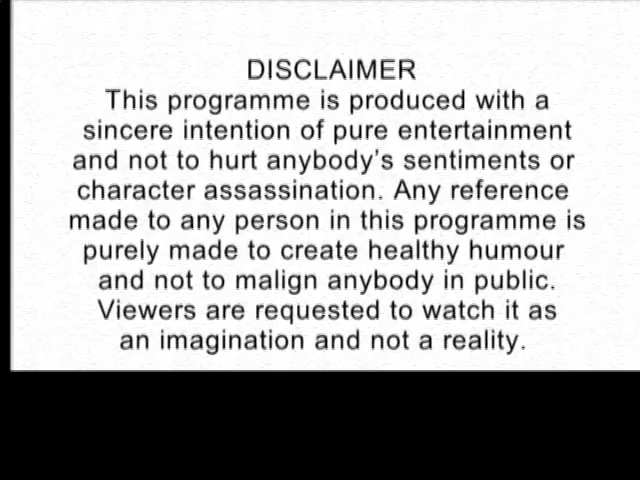 DISCLAIMER
This programme is produced with a
sincere intention of pure entertainment
and not to hurt anybody's sentiments or
character assassination. Any reference
made to any person in this programme is
purely made to create healthy humour
and not to malign anybody in public.
Viewers are requested to watch it as
an imagination and not a reality.